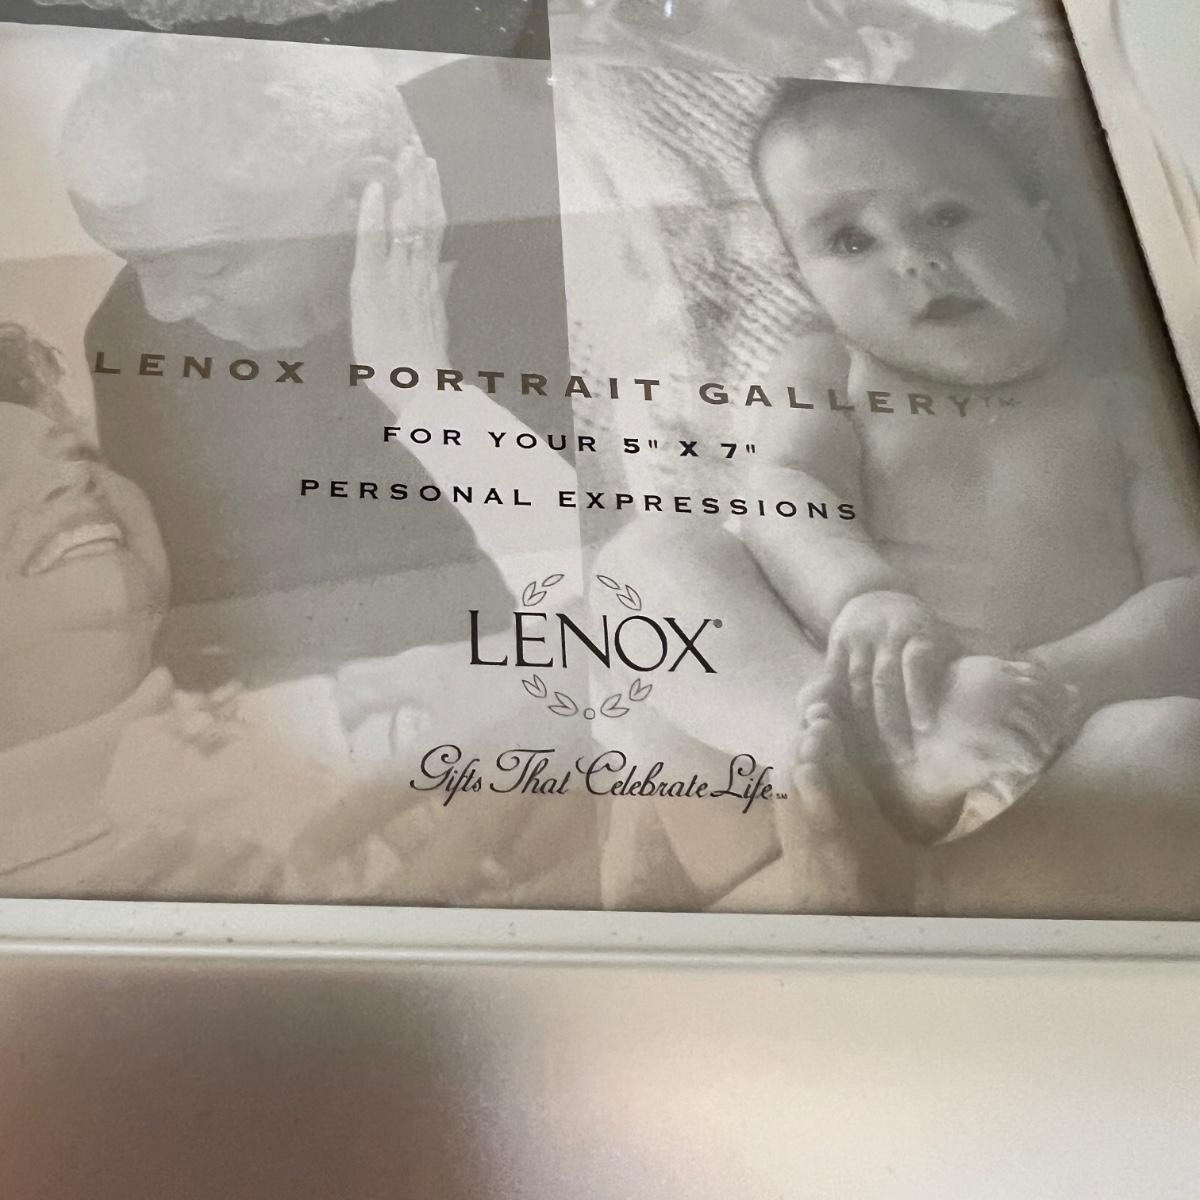 LENOX PORTRAIT GALLERY™
FOR YOUR 5" X 7"
PERSONAL EXPRESSIONS
LENOX®
Gifts That Celebrate Life℠